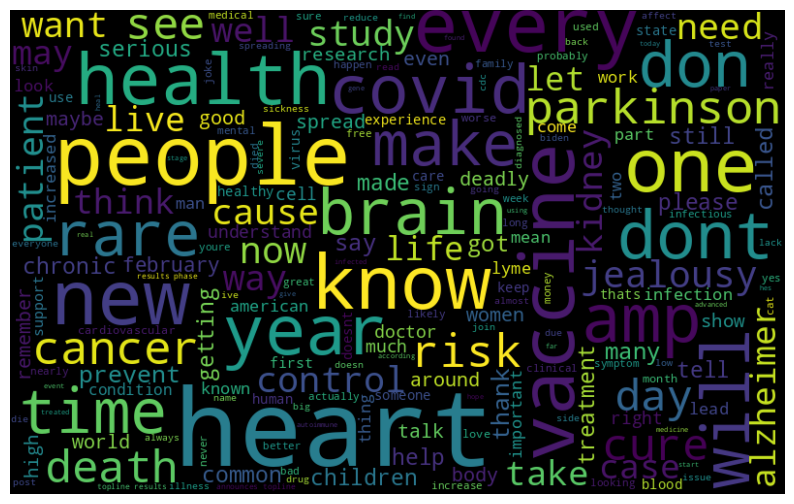 want see well study every need
may serious research even don
health covid let state
people live good spread experience make
parkinson
patient maybe virus come part still
think man cause made deadly one
rare brain vaccine kidney called
two please
understand say life got mean
now dont
chronic february way know lyme jealousy
new year american doctor women thats infection show
cancer getting much risk amp many
remember prevent first around tell
condition known control someone thank will
time human thing important treatment day
world heart talk love right lead
high death common help body cure
children take case blood alzheimer
look use increased healthy cell care sign
skin mental sickness joke happen read worse
medical sure reduce find affect back used
spreading family cdc test today
probably work really free died severe
diagnosed biden week long going using
thought infectious lack everyone youre real
results phase great keep likely almost
support cardiovascular nearly doesnt join
money due far clinical symptom month low
yes cat advanced according actually big
name event treated always never better bad
drug illness increase post die
topline results autoimmune side looking issue
start medicine